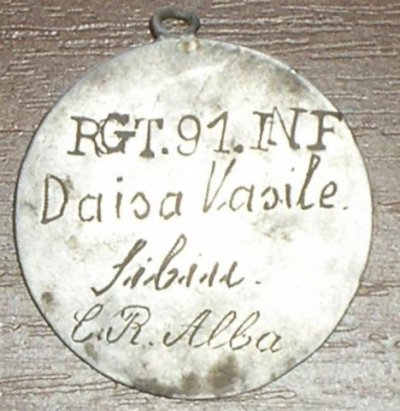 RGT.91.INF
Daisa Vasile.
Sibiu.
C.R. Alba